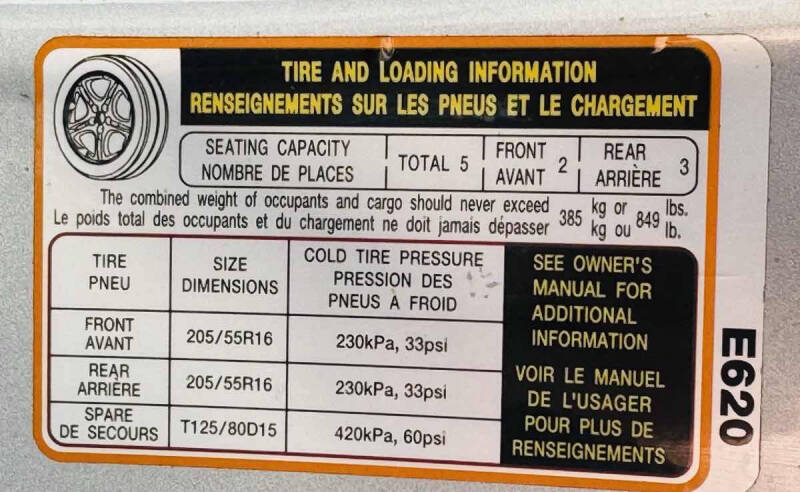 TIRE AND LOADING INFORMATION
RENSEIGNEMENTS SUR LES PNEUS ET LE CHARGEMENT
SEATING CAPACITY
NOMBRE DE PLACES
TOTAL 5
FRONT
AVANT
2
REAR
ARRIÈRE
3
The combined weight of occupants and cargo should never exceed 385 kg or 849 lbs.
Le poids total des occupants et du chargement ne doit jamais dépasser kg ou lb.
TIRE
PNEU
SIZE
DIMENSIONS
COLD TIRE PRESSURE
PRESSION DES
PNEUS À FROID
SEE OWNER'S
MANUAL FOR
ADDITIONAL
INFORMATION
VOIR LE MANUEL
DE L'USAGER
POUR PLUS DE
RENSEIGNEMENTS
FRONT
AVANT
205/55R16
230kPa, 33psi
REAR
ARRIÈRE
205/55R16
230kPa, 33psi
SPARE
DE SECOURS
T125/80D15
420kPa, 60psi
E620